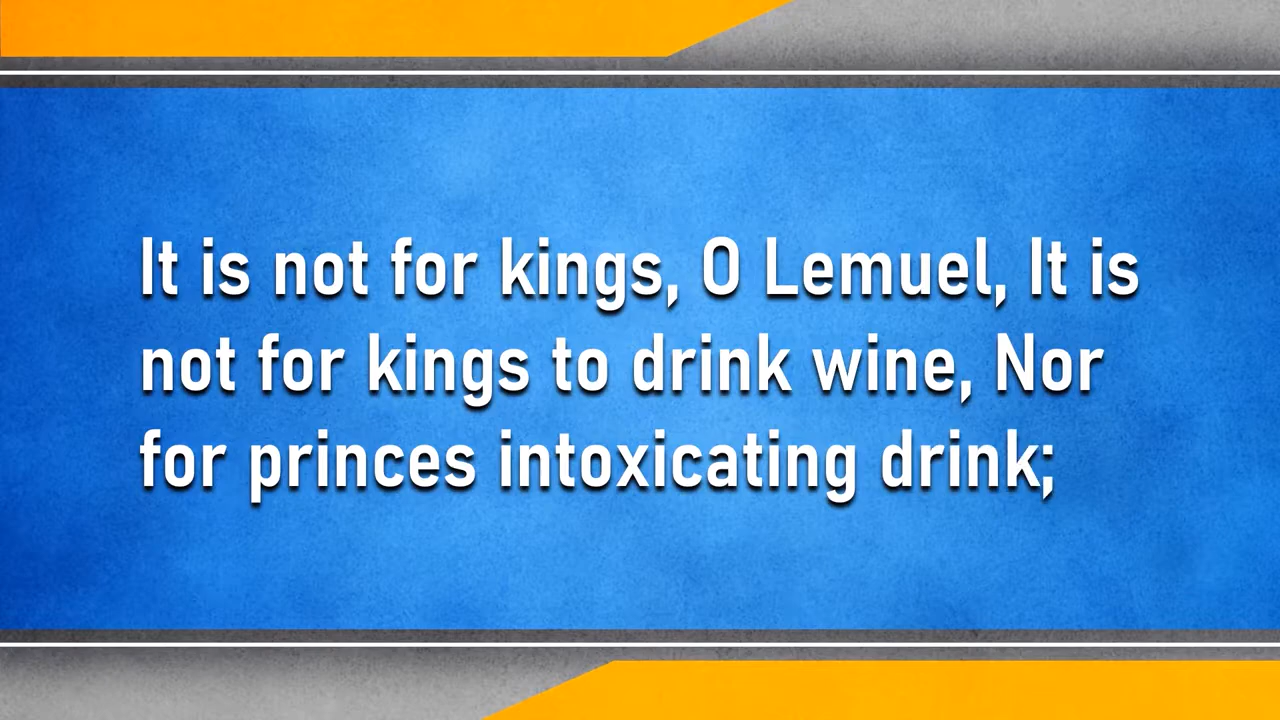 It is not for kings, O Lemuel, It is
not for kings to drink wine, Nor
for princes intoxicating drink;